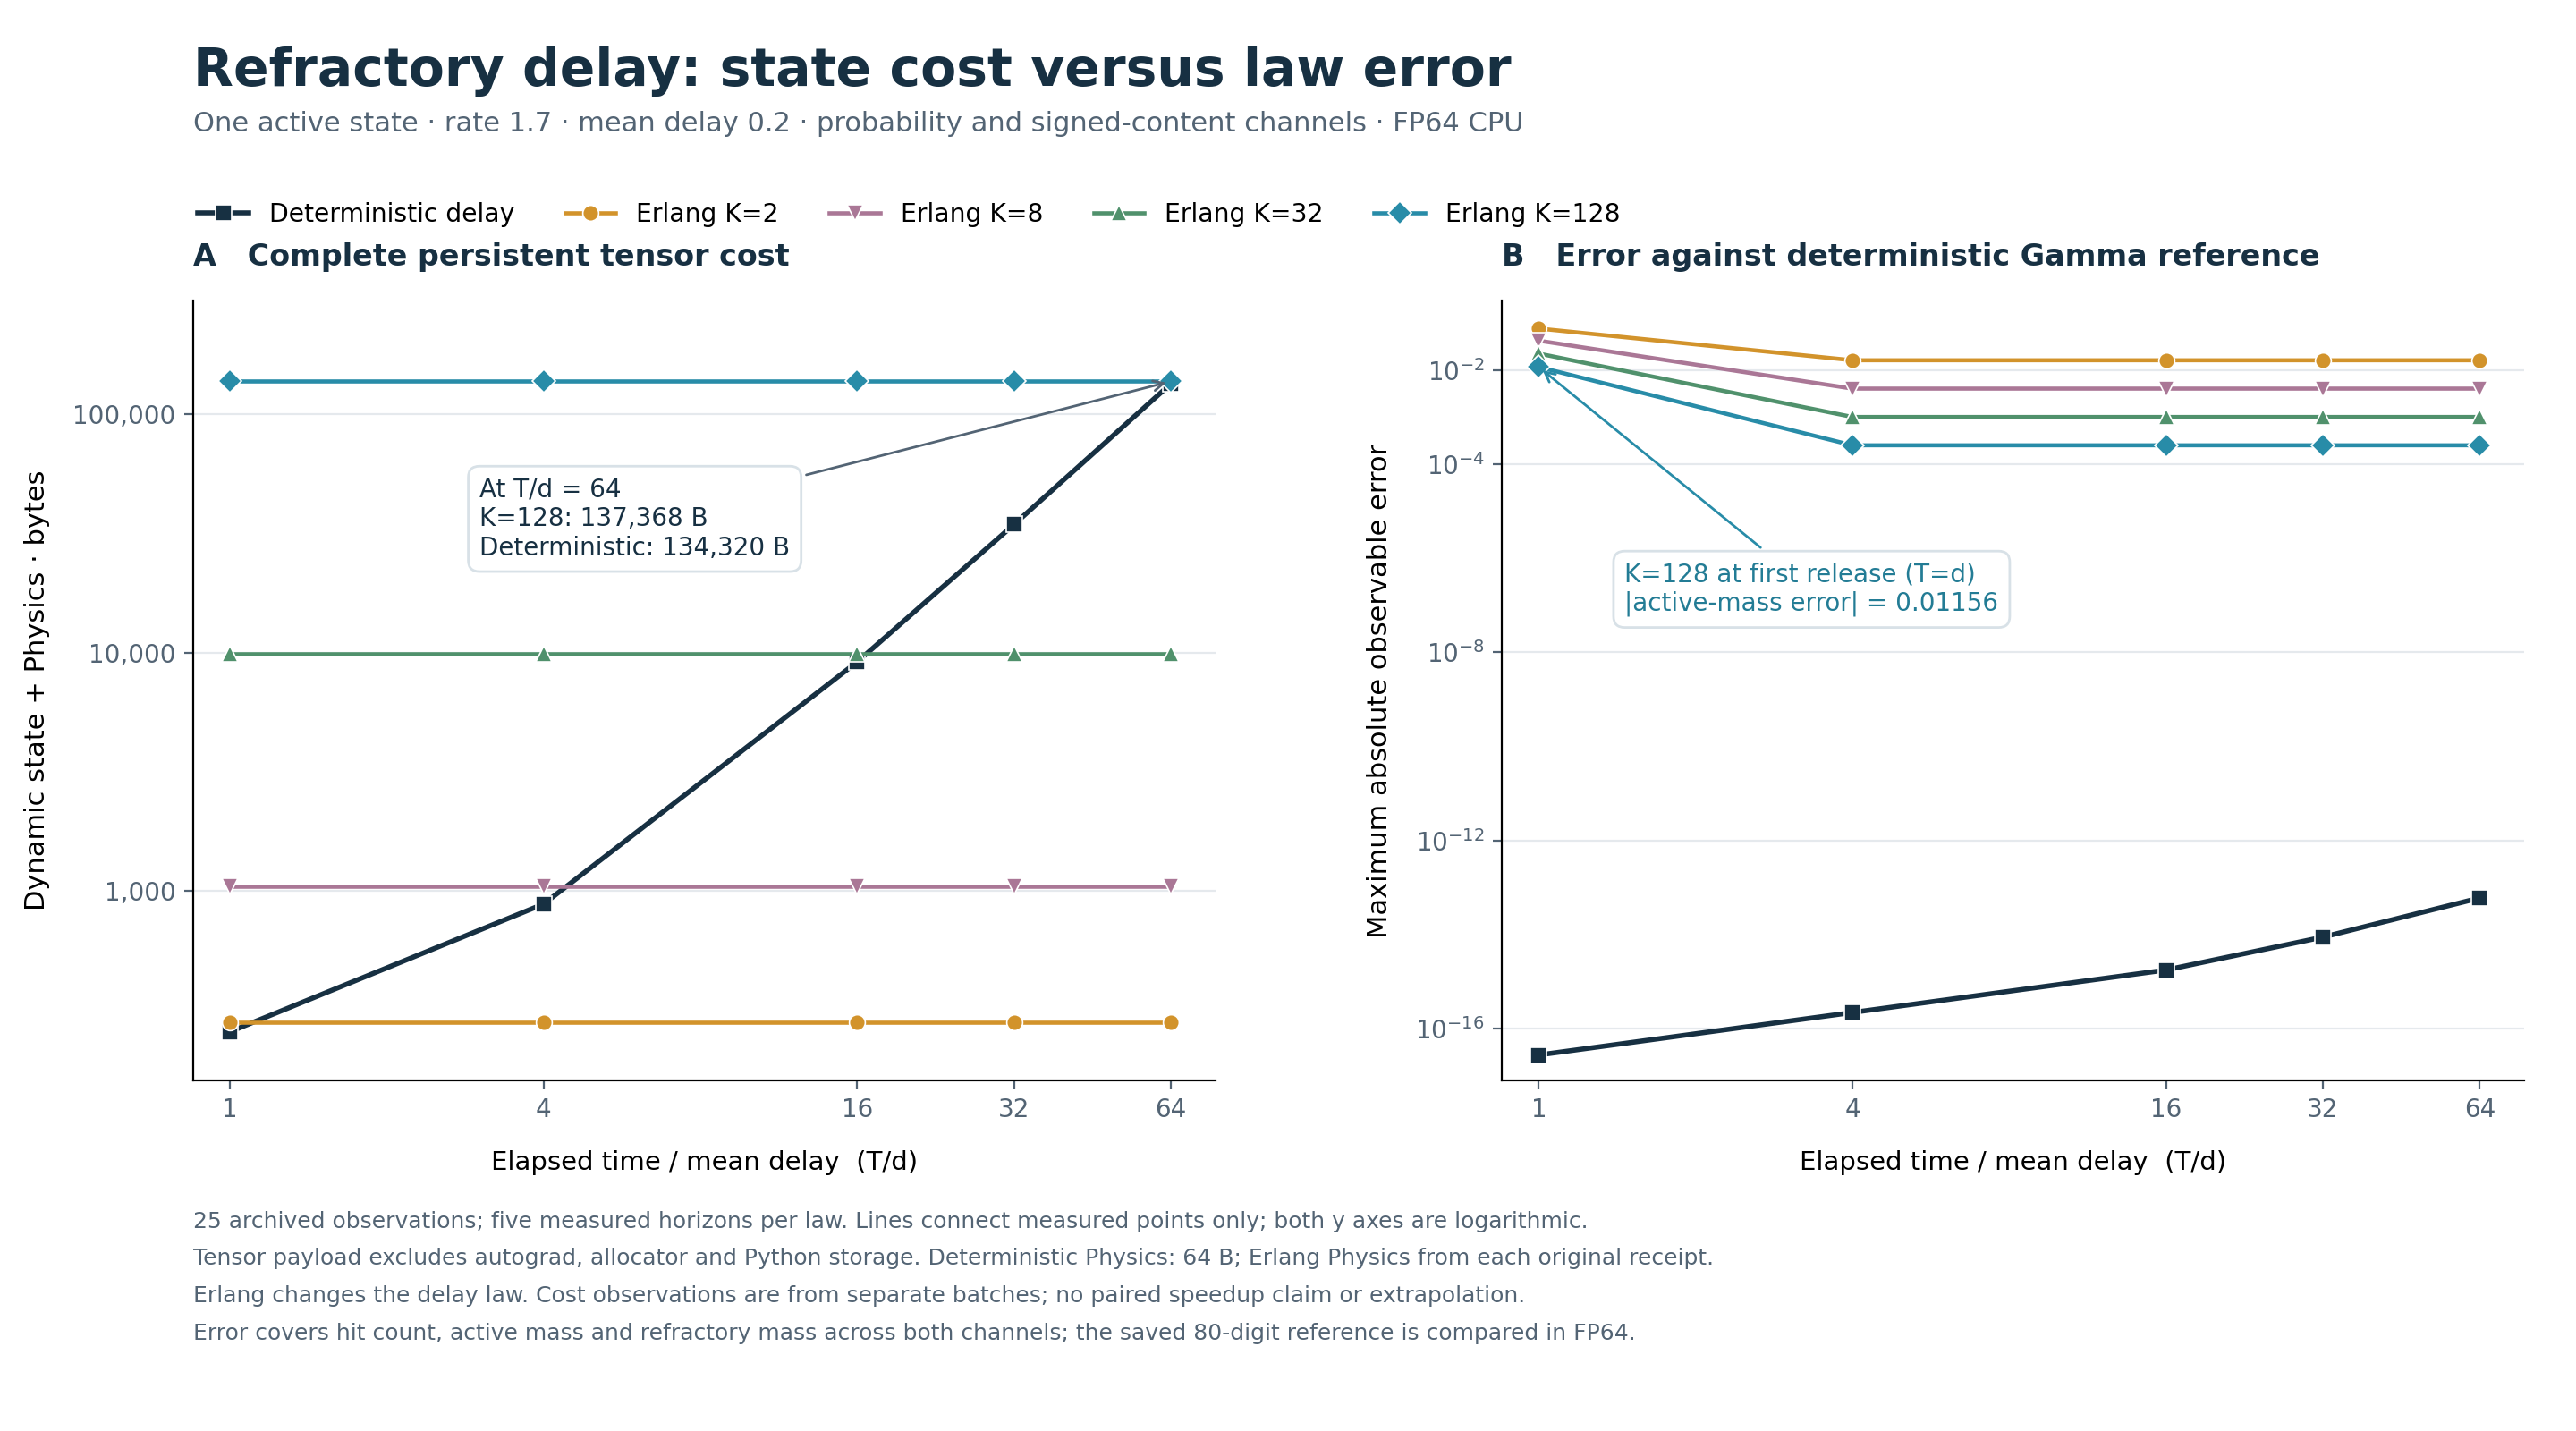 Refractory delay: state cost versus law error
One active state · rate 1.7 · mean delay 0.2 · probability and signed-content channels · FP64 CPU
Deterministic delay
Erlang K=2
Erlang K=8
Erlang K=32
Erlang K=128
A Complete persistent tensor cost
Dynamic state + Physics · bytes
100,000
10,000
1,000
At T/d = 64
K=128: 137,368 B
Deterministic: 134,320 B
1
4
16
32
64
Elapsed time / mean delay (T/d)
B Error against deterministic Gamma reference
Maximum absolute observable error
10⁻²
10⁻⁴
10⁻⁸
10⁻¹²
10⁻¹⁶
K=128 at first release (T=d)
|active-mass error| = 0.01156
1
4
16
32
64
Elapsed time / mean delay (T/d)
25 archived observations; five measured horizons per law. Lines connect measured points only; both y axes are logarithmic.
Tensor payload excludes autograd, allocator and Python storage. Deterministic Physics: 64 B; Erlang Physics from each original receipt.
Erlang changes the delay law. Cost observations are from separate batches; no paired speedup claim or extrapolation.
Error covers hit count, active mass and refractory mass across both channels; the saved 80-digit reference is compared in FP64.